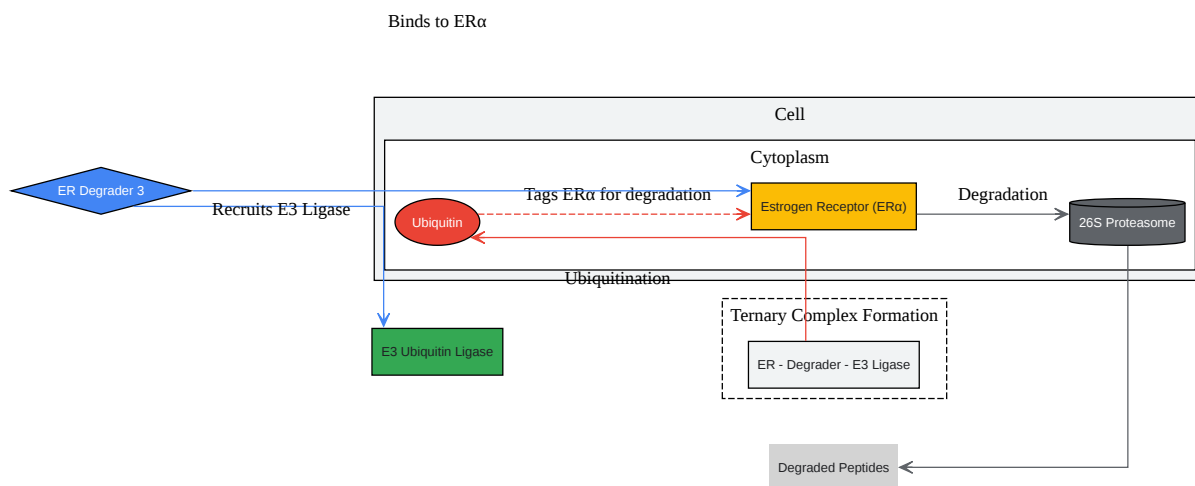 Binds to ERα
Cell
Cytoplasm
ER Degrader 3
Recruits E3 Ligase
Tags ERα for degradation
Ubiquitin
Estrogen Receptor (ERα)
Degradation
26S Proteasome
Ubiquitination
Ternary Complex Formation
E3 Ubiquitin Ligase
ER - Degrader - E3 Ligase
Degraded Peptides